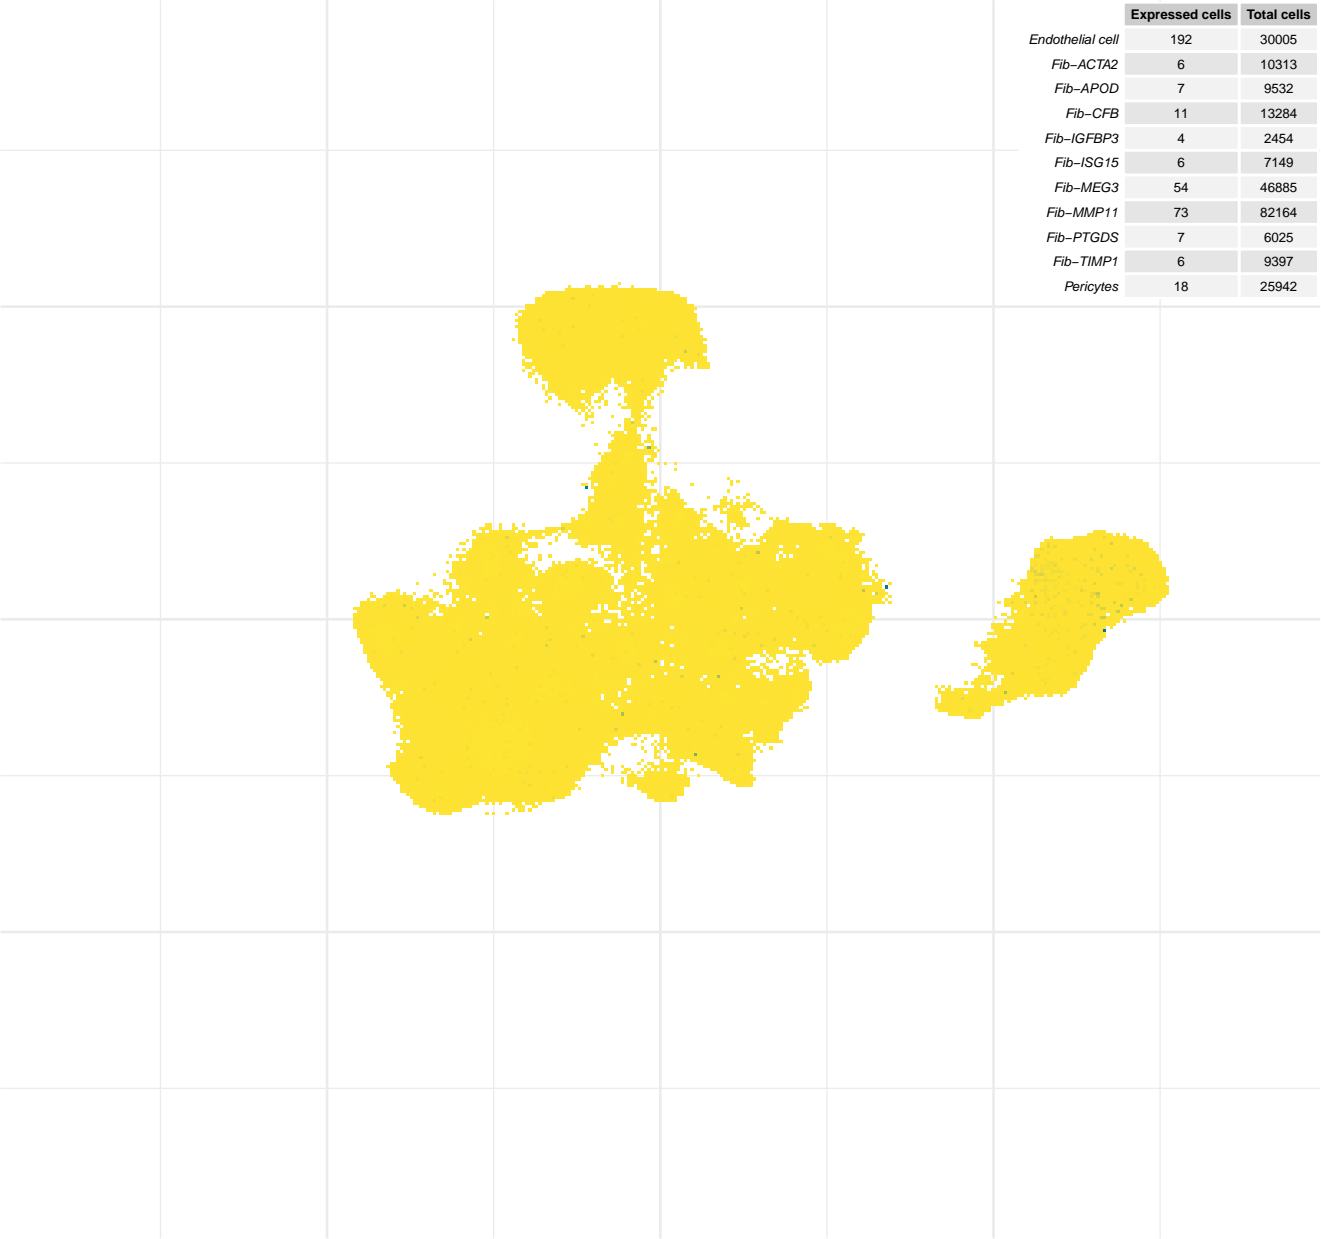 Expressed cells Total cells
Endothelial cell 192 30005
Fib−ACTA2 6 10313
Fib−APOD 7 9532
Fib−CFB 11 13284
Fib−IGFBP3 4 2454
Fib−ISG15 6 7149
Fib−MEG3 54 46885
Fib−MMP11 73 82164
Fib−PTGDS 7 6025
Fib−TIMP1 6 9397
Pericytes 18 25942